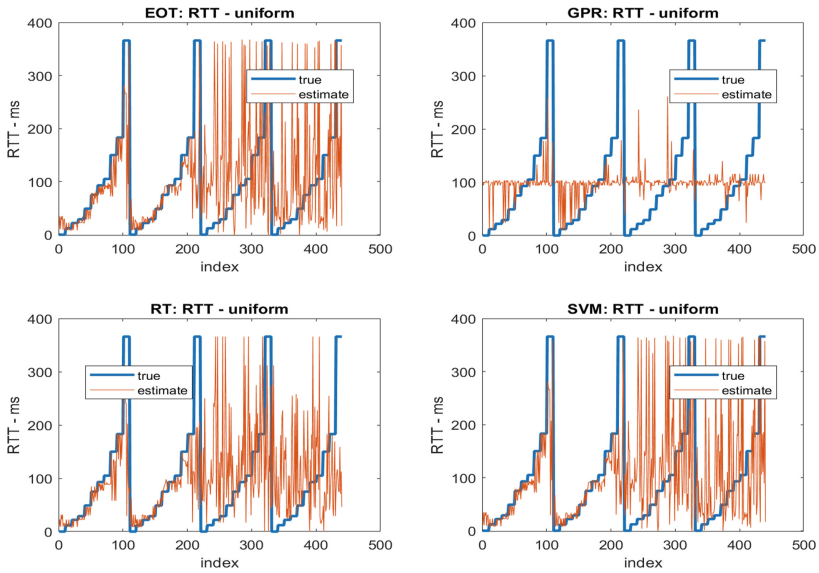 EOT: RTT - uniform
400
300
200
100
0
RTT - ms
true
estimate
0 100 200 300 400 500
index
GPR: RTT - uniform
400
300
200
100
0
RTT - ms
true
estimate
0 100 200 300 400 500
index
RT: RTT - uniform
400
300
200
100
0
RTT - ms
true
estimate
0 100 200 300 400 500
index
SVM: RTT - uniform
400
300
200
100
0
RTT - ms
true
estimate
0 100 200 300 400 500
index